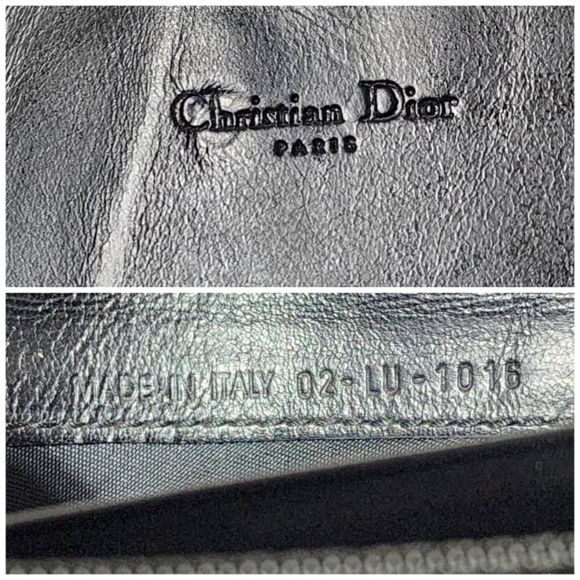 Christian Dior
PARIS
MADE IN ITALY 02-LU-1016